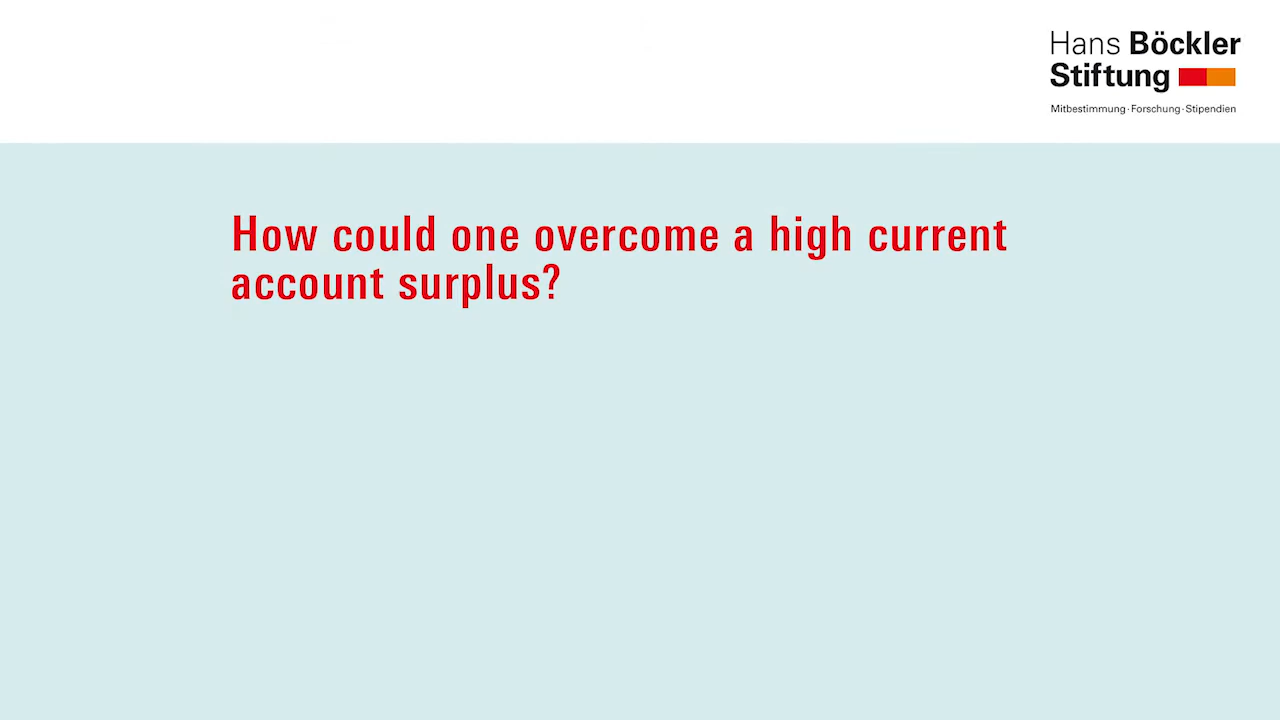 Hans Böckler
Stiftung
Mitbestimmung · Forschung · Stipendien
How could one overcome a high current
account surplus?